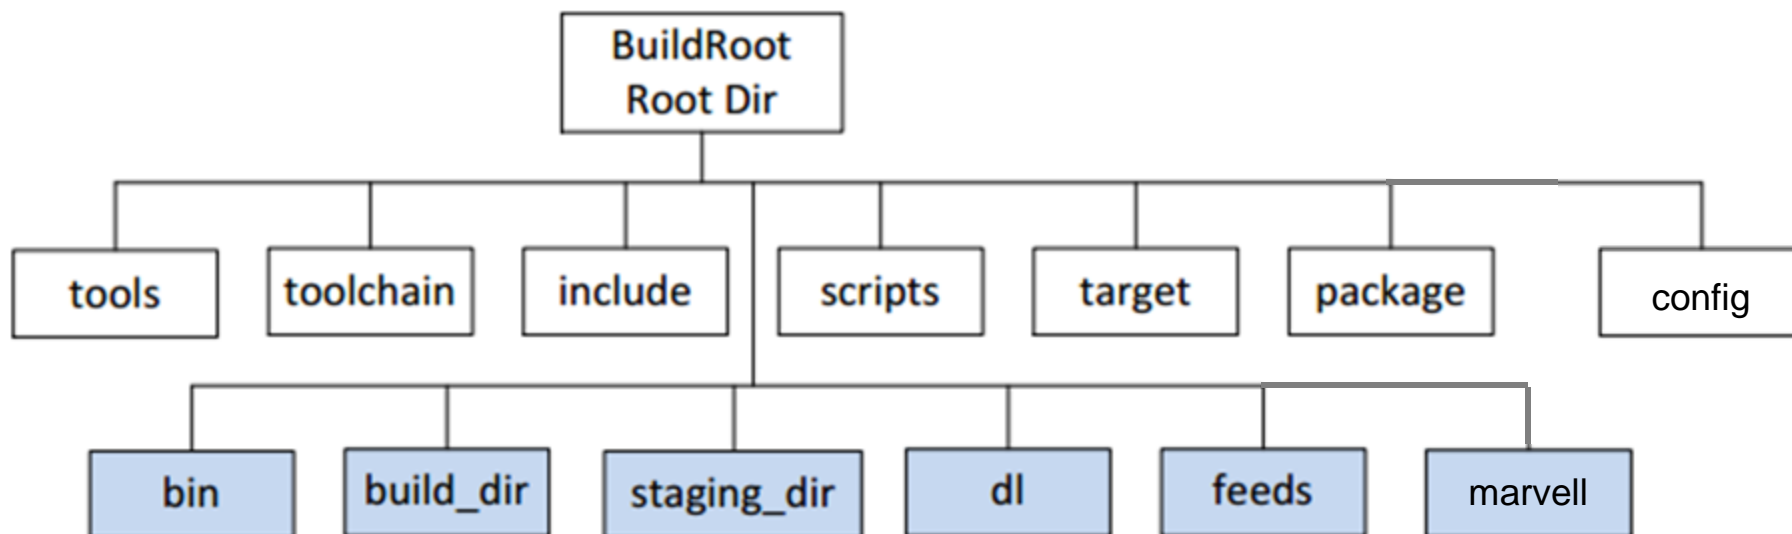 BuildRoot
Root Dir
tools
toolchain
include
scripts
target
package
config
bin
build_dir
staging_dir
dl
feeds
marvell